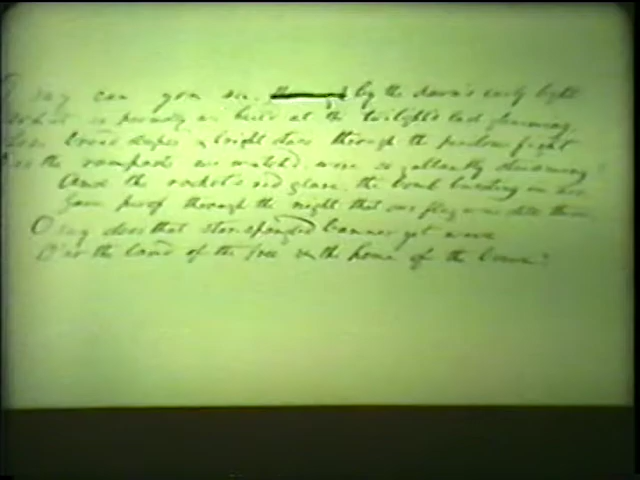 O say can you see by the dawn's early light
What so proudly we hail'd at the twilight's last gleaming,
broad stripes & bright stars through the perilous fight
O'er the ramparts we watch'd, were so gallantly streaming?
And the rocket's red glare, the bomb bursting in air,
Gave proof through the night that our flag was still there,
O say does that star-spangled banner yet wave
O'er the land of the free & the home of the brave?